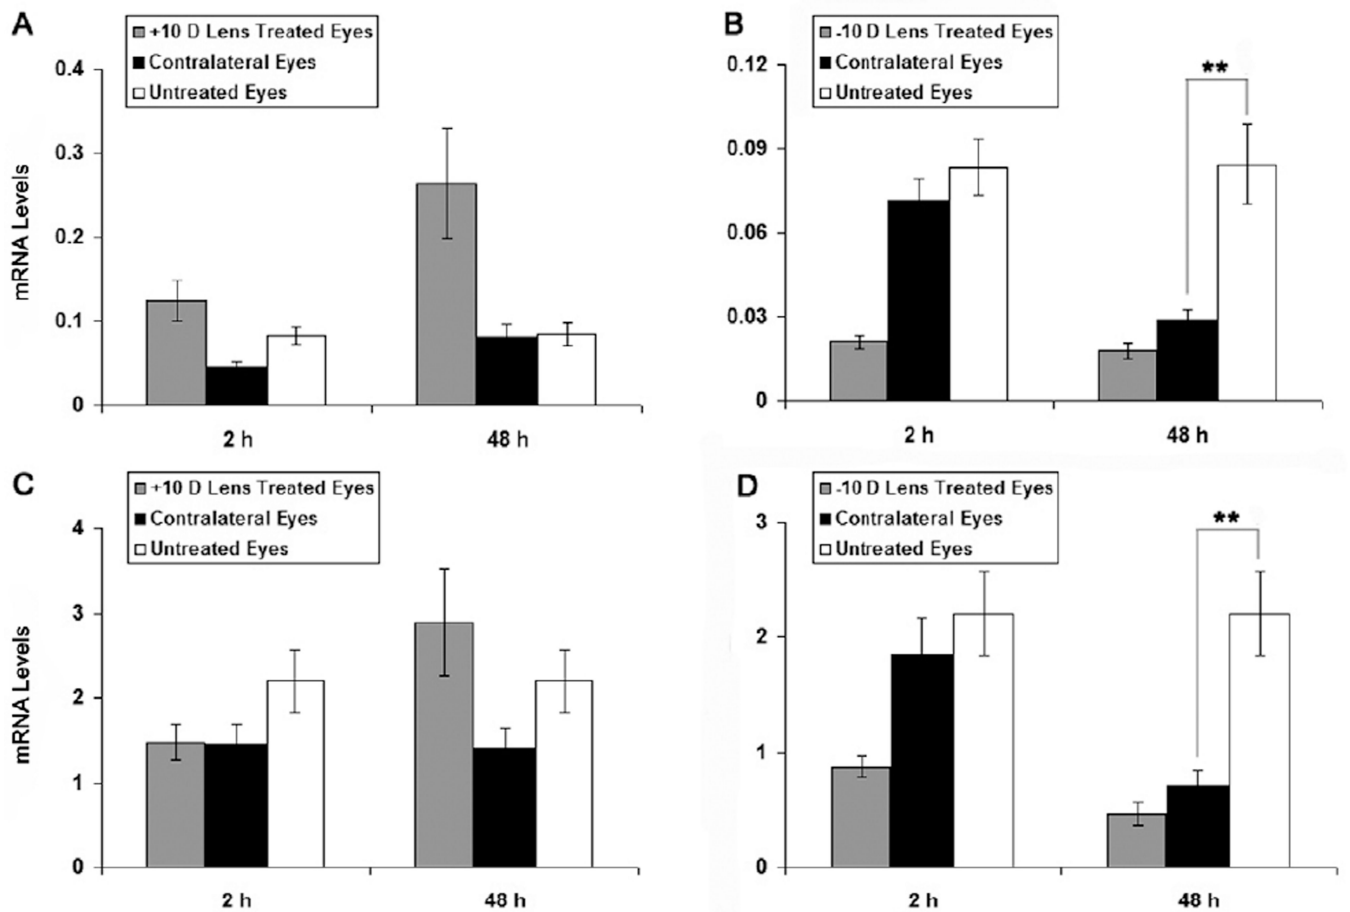 A
+10 D Lens Treated Eyes
Contralateral Eyes
Untreated Eyes
mRNA Levels
0.4
0.3
0.2
0.1
0
2 h
48 h
B
-10 D Lens Treated Eyes
Contralateral Eyes
Untreated Eyes
0.12
0.09
0.06
0.03
0
**
2 h
48 h
C
+10 D Lens Treated Eyes
Contralateral Eyes
Untreated Eyes
mRNA Levels
4
3
2
1
0
2 h
48 h
D
-10 D Lens Treated Eyes
Contralateral Eyes
Untreated Eyes
3
2
1
0
**
2 h
48 h